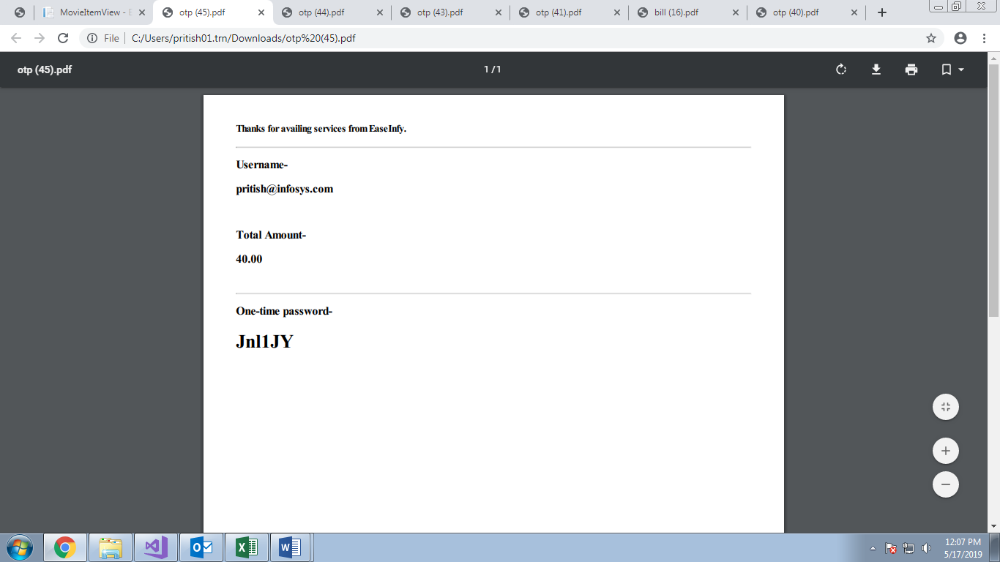 MovieItemView - E
otp (45).pdf
otp (44).pdf
otp (43).pdf
otp (41).pdf
bill (16).pdf
otp (40).pdf
File C:/Users/pritish01.trn/Downloads/otp%20(45).pdf
otp (45).pdf
1 / 1
Thanks for availing services from EaseInfy.
Username-
pritish@infosys.com
Total Amount-
40.00
One-time password-
Jnl1JY
12:07 PM
5/17/2019